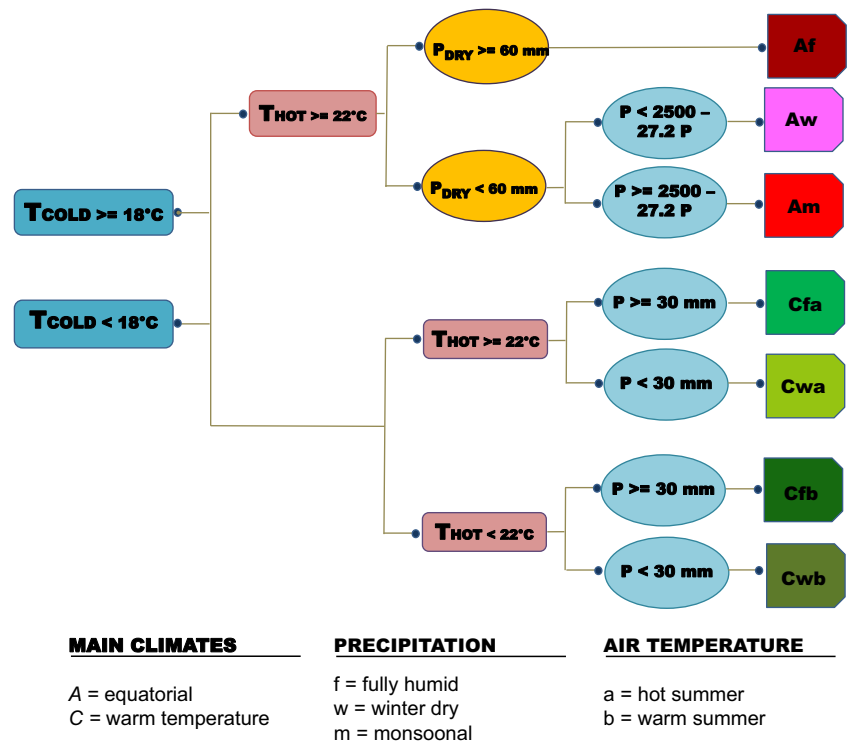 PDRY >= 60 mm
Af
THOT >= 22°C
P < 2500 –
27.2 P
Aw
PDRY < 60 mm
P >= 2500 –
27.2 P
Am
TCOLD >= 18°C
TCOLD < 18°C
THOT >= 22°C
P >= 30 mm
Cfa
P < 30 mm
Cwa
THOT < 22°C
P >= 30 mm
Cfb
P < 30 mm
Cwb
MAIN CLIMATES
A = equatorial
C = warm temperature
PRECIPITATION
f = fully humid
w = winter dry
m = monsoonal
AIR TEMPERATURE
a = hot summer
b = warm summer